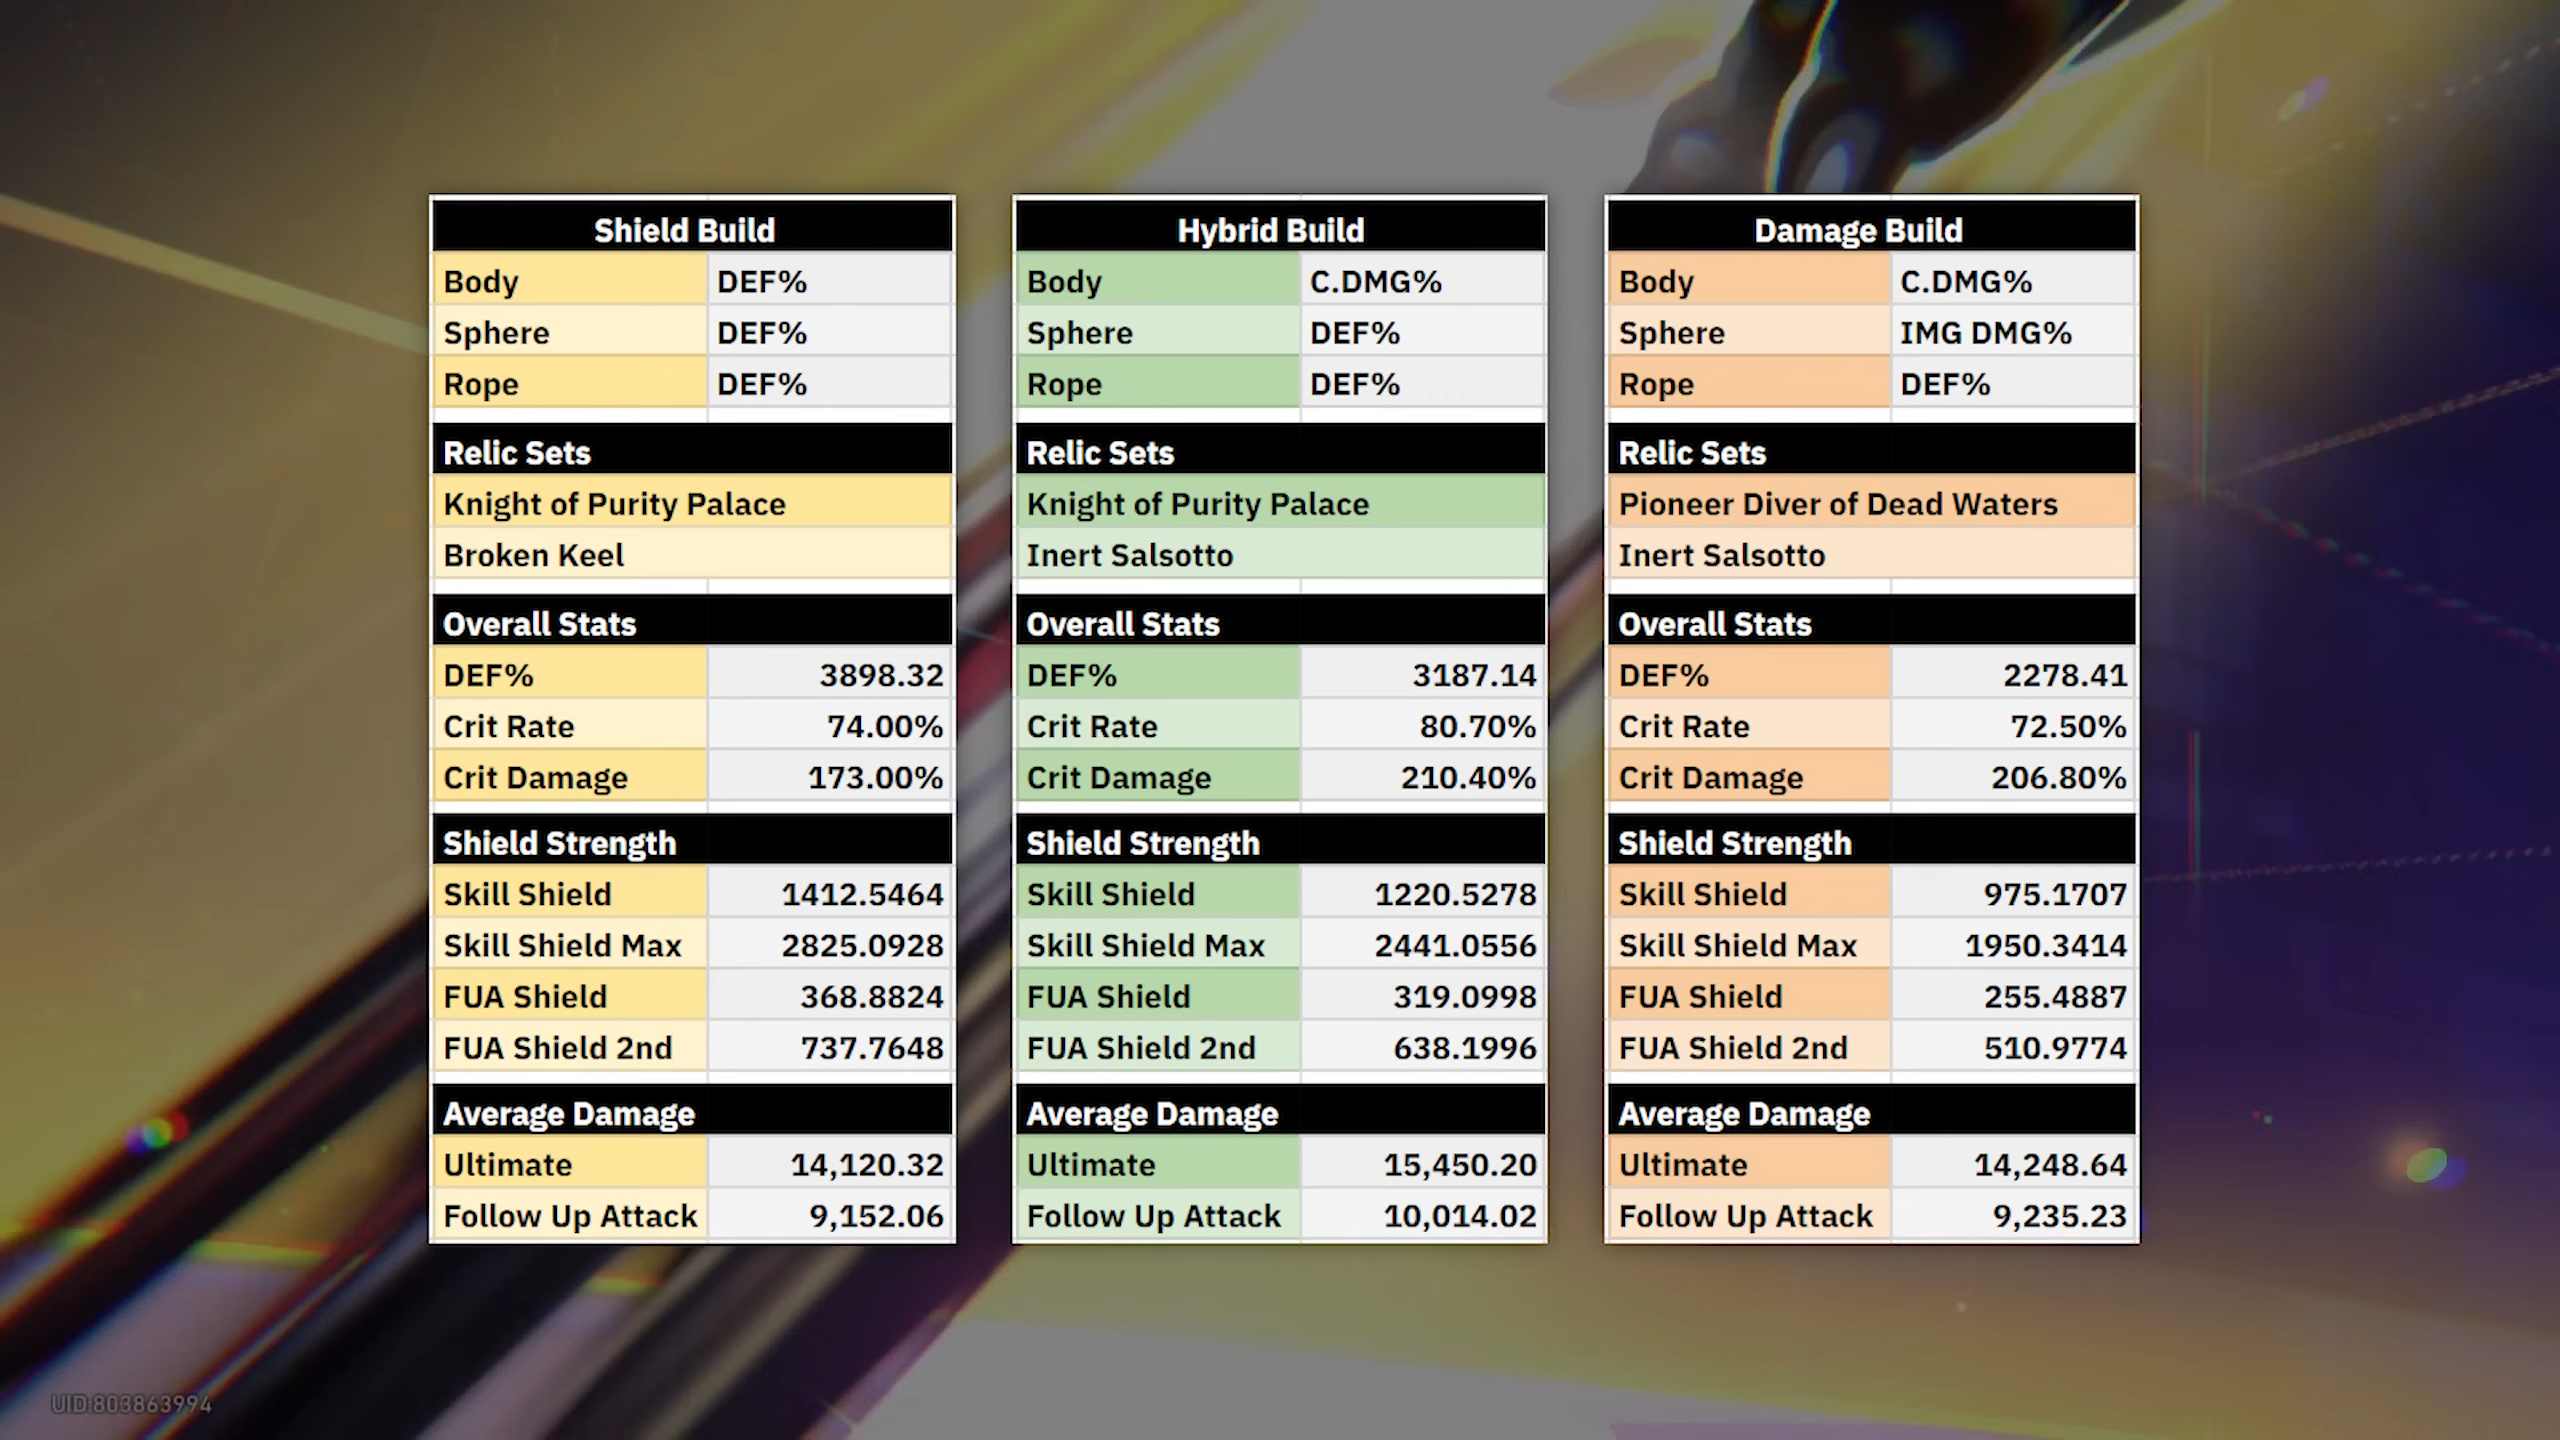 Shield Build
Body DEF%
Sphere DEF%
Rope DEF%
Relic Sets
Knight of Purity Palace
Broken Keel
Overall Stats
DEF% 3898.32
Crit Rate 74.00%
Crit Damage 173.00%
Shield Strength
Skill Shield 1412.5464
Skill Shield Max 2825.0928
FUA Shield 368.8824
FUA Shield 2nd 737.7648
Average Damage
Ultimate 14,120.32
Follow Up Attack 9,152.06
Hybrid Build
Body C.DMG%
Sphere DEF%
Rope DEF%
Relic Sets
Knight of Purity Palace
Inert Salsotto
Overall Stats
DEF% 3187.14
Crit Rate 80.70%
Crit Damage 210.40%
Shield Strength
Skill Shield 1220.5278
Skill Shield Max 2441.0556
FUA Shield 319.0998
FUA Shield 2nd 638.1996
Average Damage
Ultimate 15,450.20
Follow Up Attack 10,014.02
Damage Build
Body C.DMG%
Sphere IMG DMG%
Rope DEF%
Relic Sets
Pioneer Diver of Dead Waters
Inert Salsotto
Overall Stats
DEF% 2278.41
Crit Rate 72.50%
Crit Damage 206.80%
Shield Strength
Skill Shield 975.1707
Skill Shield Max 1950.3414
FUA Shield 255.4887
FUA Shield 2nd 510.9774
Average Damage
Ultimate 14,248.64
Follow Up Attack 9,235.23
UID:803863994